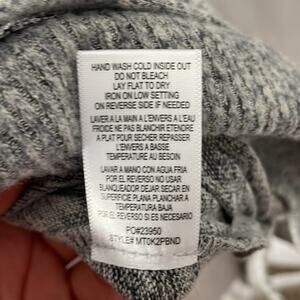 HAND WASH COLD INSIDE OUT
DO NOT BLEACH
LAY FLAT TO DRY
IRON ON LOW SETTING
ON REVERSE SIDE IF NEEDED
LAVER A LA MAIN A L'ENVERS A L'EAU
FROIDE NE PAS BLANCHIR ETENDRE
A PLAT POUR SECHER REPASSER
L'ENVERS A BASSE
TEMPERATURE AU BESOIN
LAVAR A MANO CON AGUA FRIA
POR EL REVERSO NO USAR
BLANQUEADOR DEJAR SECAR EN
SUPERFICIE PLANA PLANCHAR A
TEMPERATURA BAJA
POR EL REVERSO SI ES NECESARIO
PO#23950
STYLE# MT0K2PBND